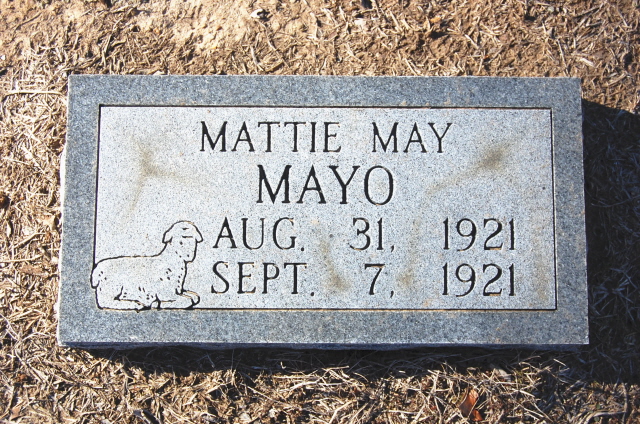 MATTIE MAY
MAYO
AUG. 31, 1921
SEPT. 7, 1921